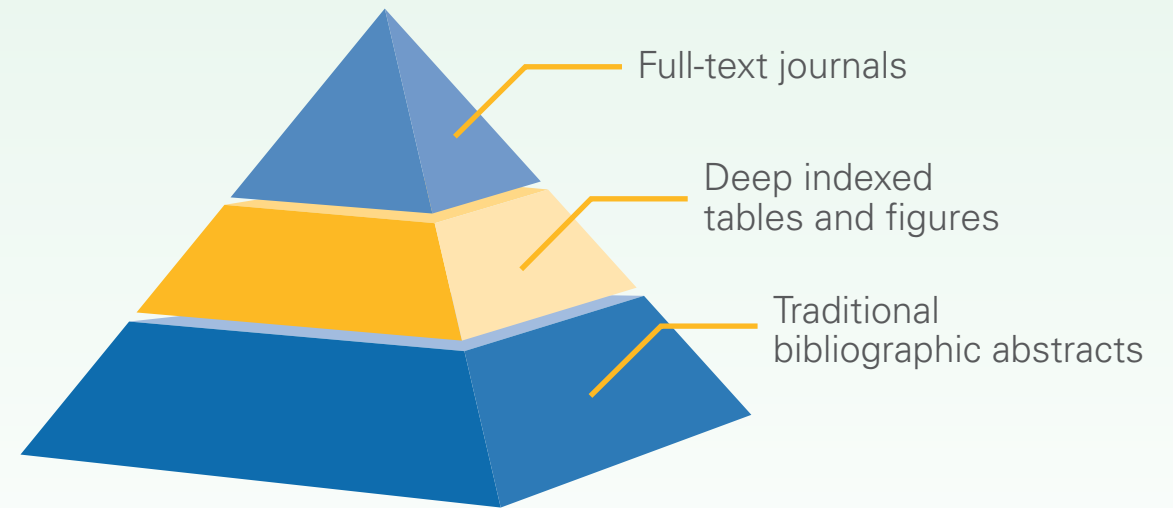 Full-text journals
Deep indexed
tables and figures
Traditional
bibliographic abstracts